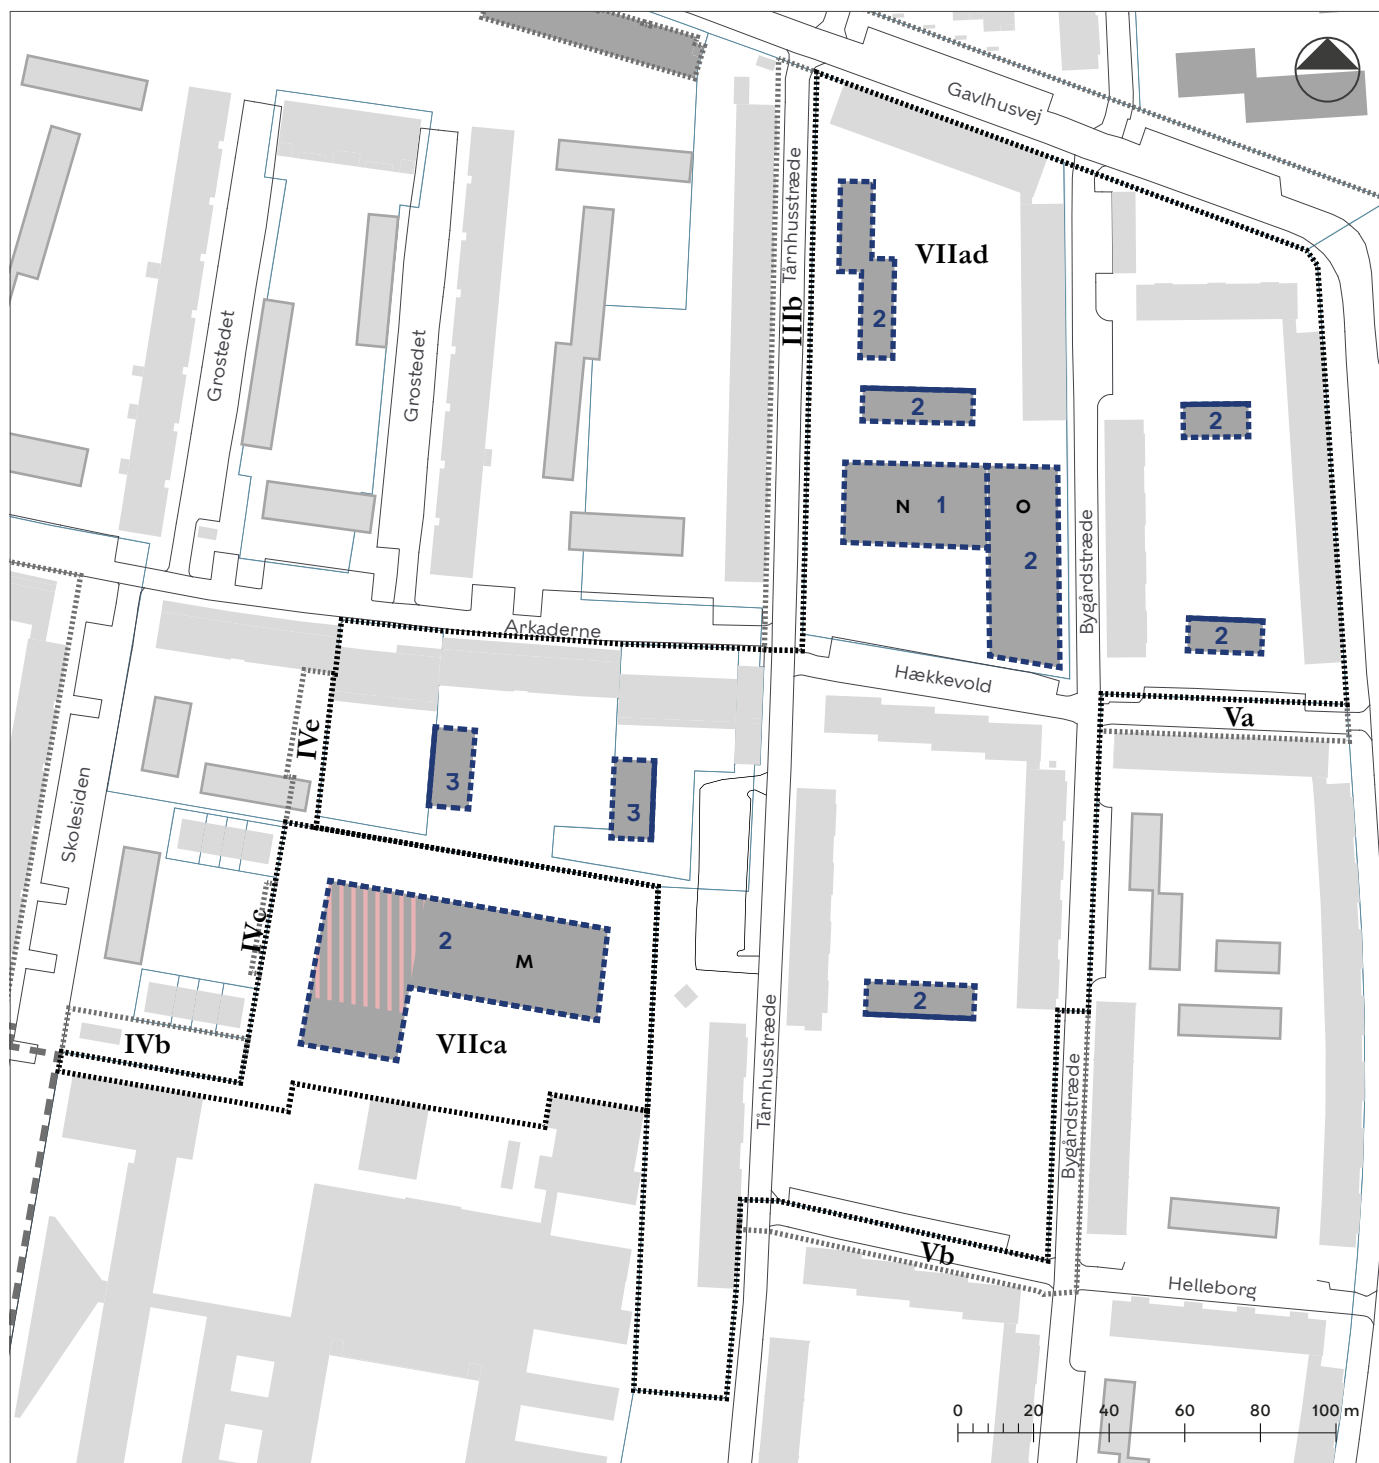 Gavlhusvej
Tårnhusstræde
VIIad
IIIb
2
Grostedet
Grostedet
2
2
N
1
O
2
Bygårdstræde
2
Arkaderne
Hækkevold
Va
IVe
3
3
Skolesiden
IVc
2
M
2
IVb
VIIca
Tårnhusstræde
Bygårdstræde
Vb
Helleborg
0 20 40 60 80 100 m